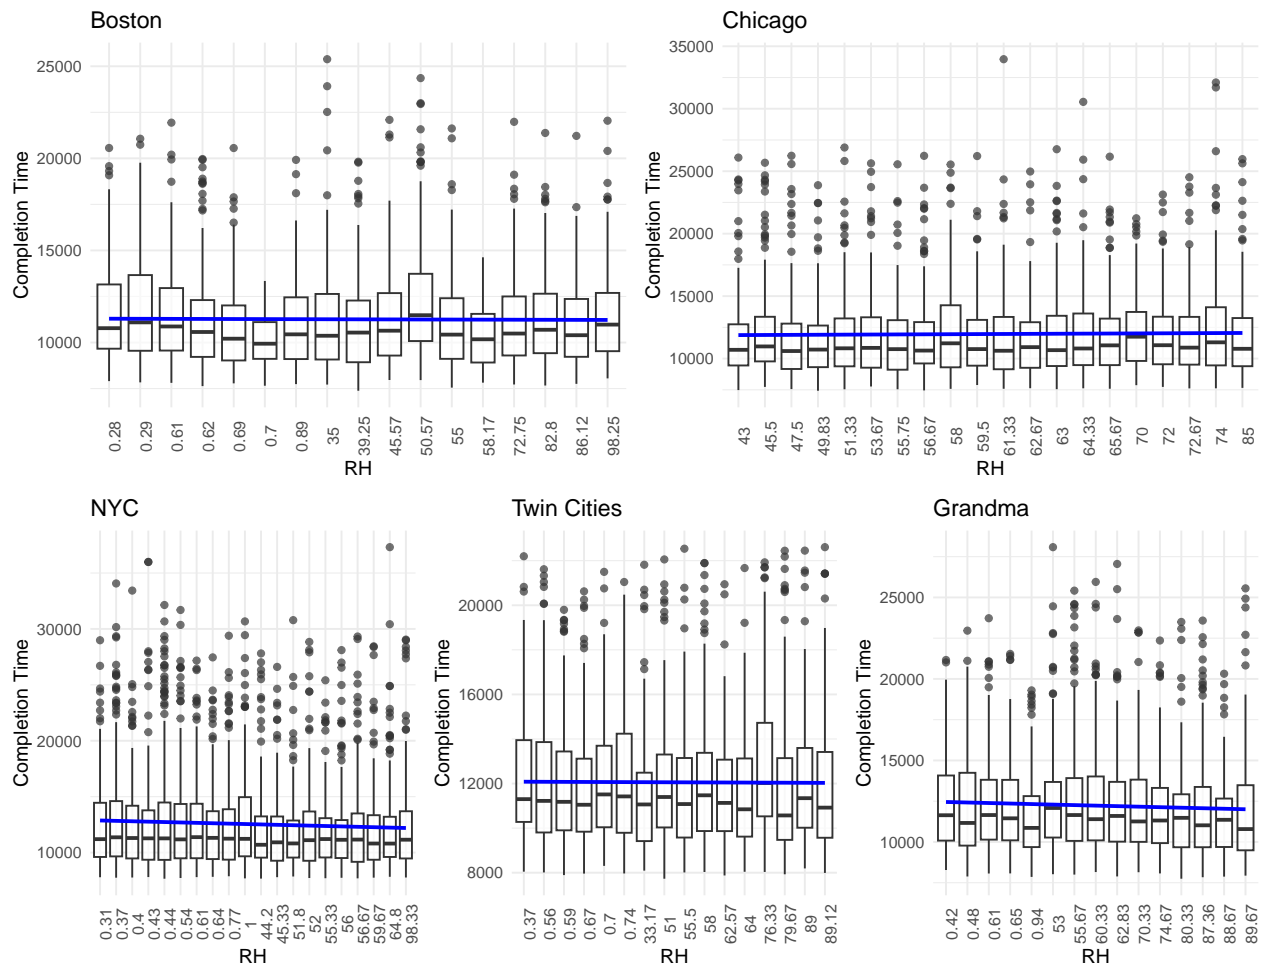 Boston
Completion Time
25000
20000
15000
10000
0.28 0.29 0.61 0.62 0.69 0.7 0.89 35 39.25 45.57 50.57 55 58.17 72.75 82.8 86.12 98.25
RH
Chicago
Completion Time
35000
30000
25000
20000
15000
10000
43 45.5 47.5 49.83 51.33 53.67 55.75 56.67 58 59.5 61.33 62.67 63 64.33 65.67 70 72 72.67 74 85
RH
NYC
Completion Time
30000
20000
10000
0.31 0.37 0.4 0.43 0.44 0.54 0.61 0.64 0.77 1 44.2 45.33 51.8 52 55.33 56 56.67 59.67 64.8 98.33
RH
Twin Cities
Completion Time
20000
16000
12000
8000
0.37 0.56 0.59 0.67 0.7 0.74 33.17 51 55.5 58 62.57 64 76.33 79.67 89 89.12
RH
Grandma
Completion Time
25000
20000
15000
10000
0.42 0.48 0.61 0.65 0.94 53 55.67 60.33 62.83 70.33 74.67 80.33 87.36 88.67 89.67
RH